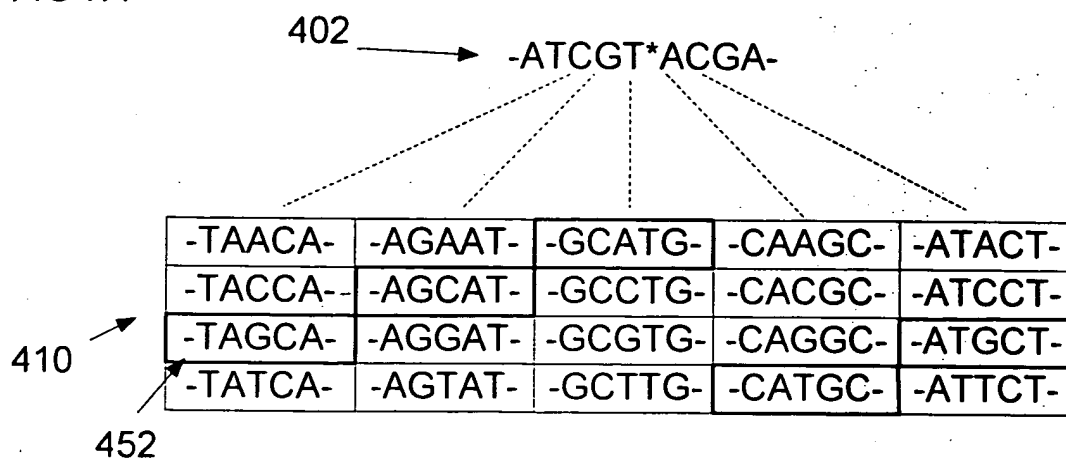 402
-ATCGT*ACGA-
-TAACA- -AGAAT- -GCATG- -CAAGC- -ATACT-
-TACCA- -AGCAT- -GCCTG- -CACGC- -ATCCT-
410
-TAGCA- -AGGAT- -GCGTG- -CAGGC- -ATGCT-
-TATCA- -AGTAT- -GCTTG- -CATGC- -ATTCT-
452